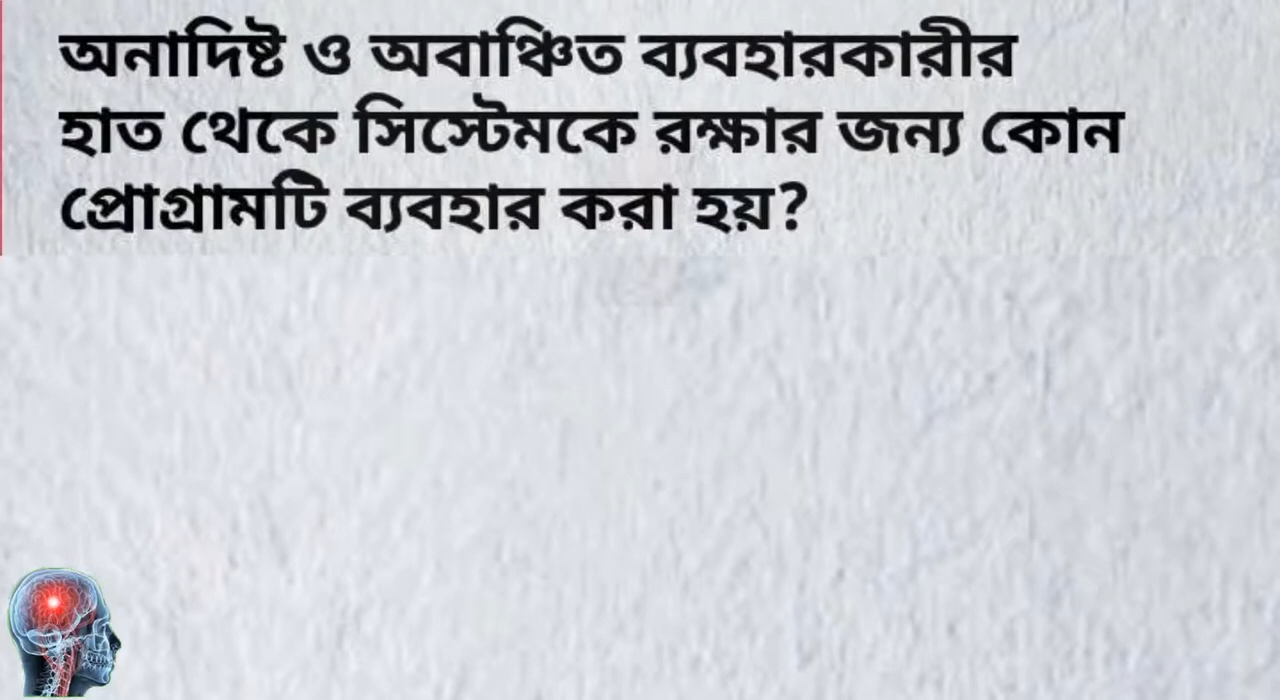 অনাদিষ্ট ও অবাঞ্চিত ব্যবহারকারীর
হাত থেকে সিস্টেমকে রক্ষার জন্য কোন
প্রোগ্রামটি ব্যবহার করা হয়?